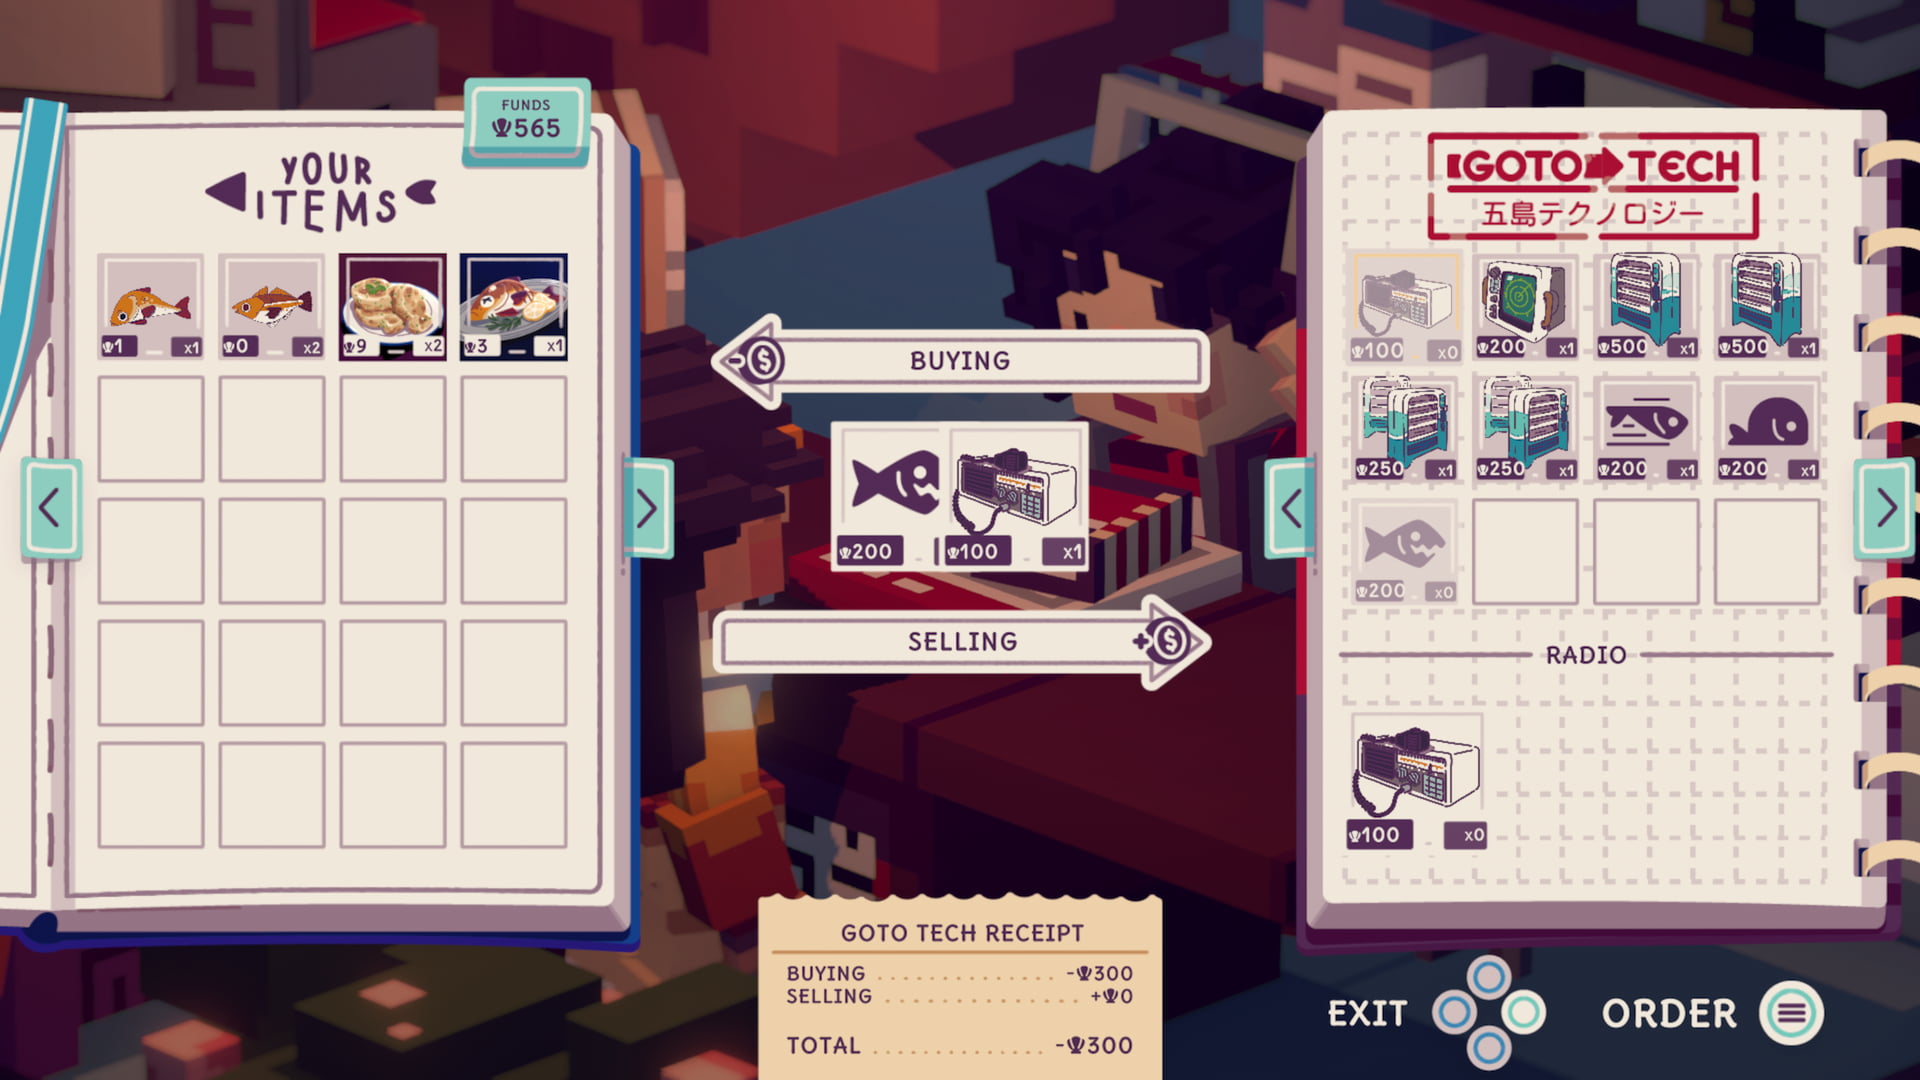 FUNDS
565
YOUR
ITEMS
1 x1
0 x2
9 x2
3 x1
BUYING
200
100 x1
SELLING
GOTO TECH
五島テクノロジー
100 x0
200 x1
500 x1
500 x1
250 x1
250 x1
200 x1
200 x1
200 x0
RADIO
100 x0
GOTO TECH RECEIPT
BUYING .............. -300
SELLING .............. +0
TOTAL .............. -300
EXIT
ORDER